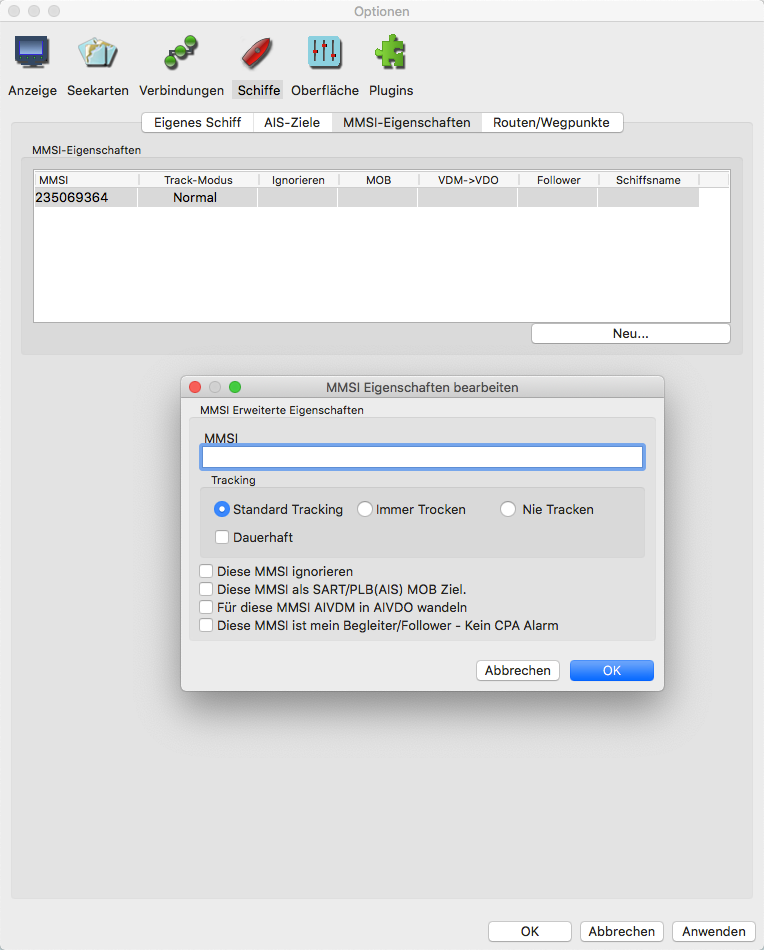 Optionen
Anzeige Seekarten Verbindungen Schiffe Oberfläche Plugins
Eigenes Schiff AIS-Ziele MMSI-Eigenschaften Routen/Wegpunkte
MMSI-Eigenschaften
MMSI Track-Modus Ignorieren MOB VDM->VDO Follower Schiffsname
235069364 Normal
Neu...
MMSI Eigenschaften bearbeiten
MMSI Erweiterte Eigenschaften
MMSI
Tracking
Standard Tracking Immer Trocken Nie Tracken
Dauerhaft
Diese MMSI ignorieren
Diese MMSI als SART/PLB(AIS) MOB Ziel.
Für diese MMSI AIVDM in AIVDO wandeln
Diese MMSI ist mein Begleiter/Follower - Kein CPA Alarm
Abbrechen OK
OK Abbrechen Anwenden